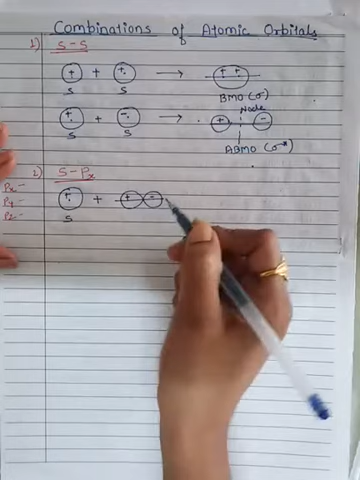 Combinations of Atomic Orbitals
1) S-S
+ + + → + +
S S BMO (σ)
Node
+ + - → + -
S S ABMO (σ*)
2) S-Px
Px -
Py -
Pz -
+ + + -
S